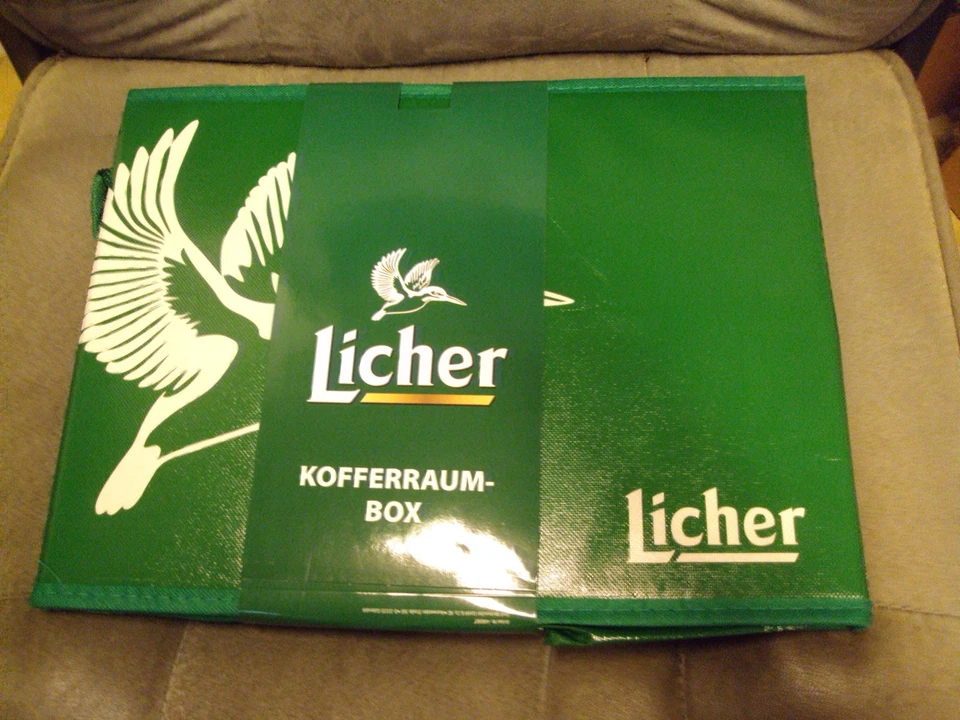 Licher
KOFFERRAUM-
BOX
Licher